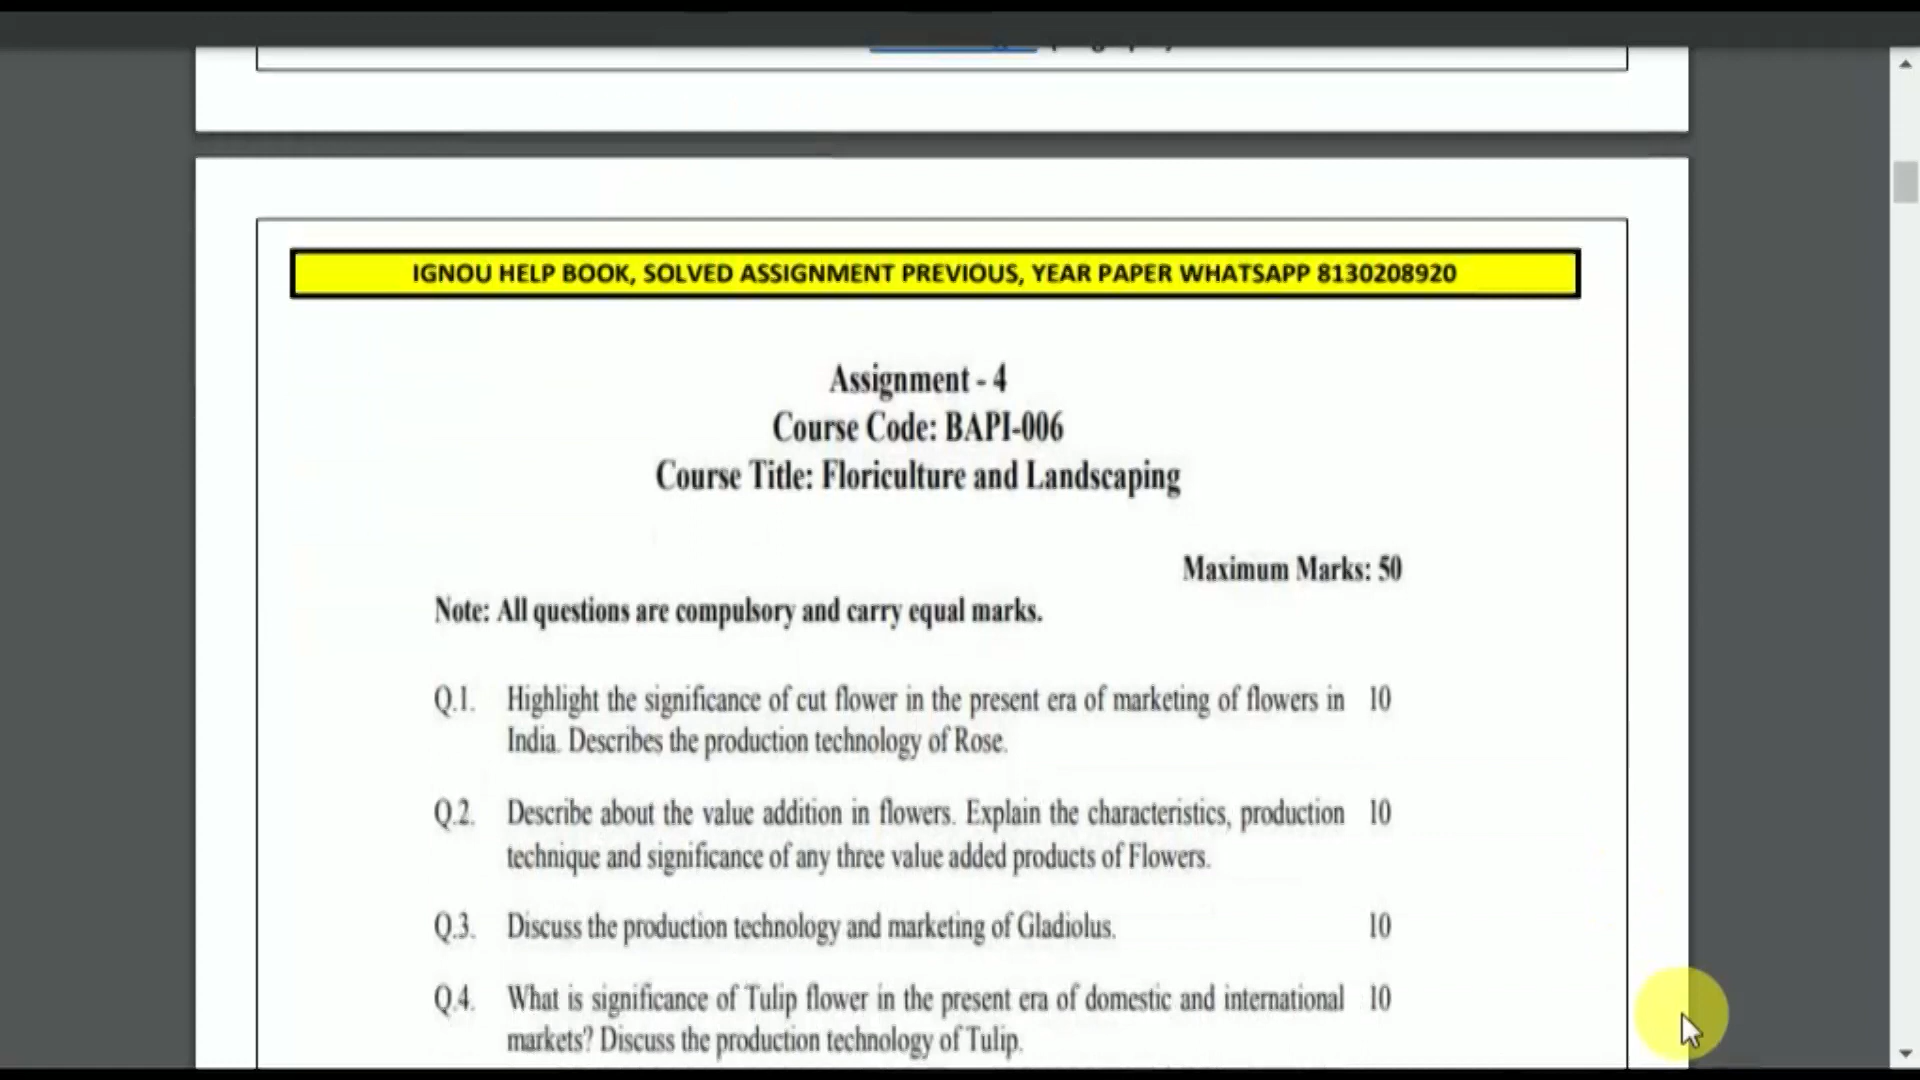 IGNOU HELP BOOK, SOLVED ASSIGNMENT PREVIOUS, YEAR PAPER WHATSAPP 8130208920
Assignment - 4
Course Code: BAPI-006
Course Title: Floriculture and Landscaping
Maximum Marks: 50
Note: All questions are compulsory and carry equal marks.
Q.1. Highlight the significance of cut flower in the present era of marketing of flowers in 10
India. Describes the production technology of Rose.
Q.2. Describe about the value addition in flowers. Explain the characteristics, production 10
technique and significance of any three value added products of Flowers.
Q.3. Discuss the production technology and marketing of Gladiolus. 10
Q.4. What is significance of Tulip flower in the present era of domestic and international 10
markets? Discuss the production technology of Tulip.